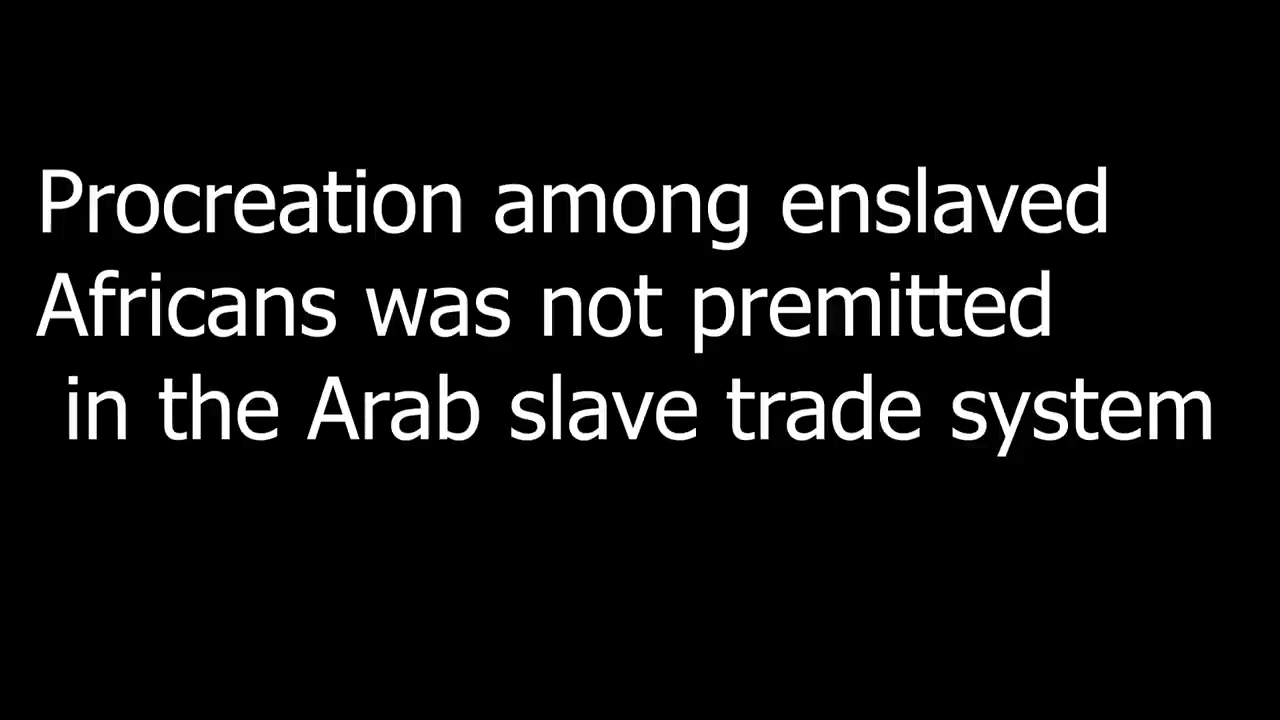 Procreation among enslaved
Africans was not premitted
in the Arab slave trade system